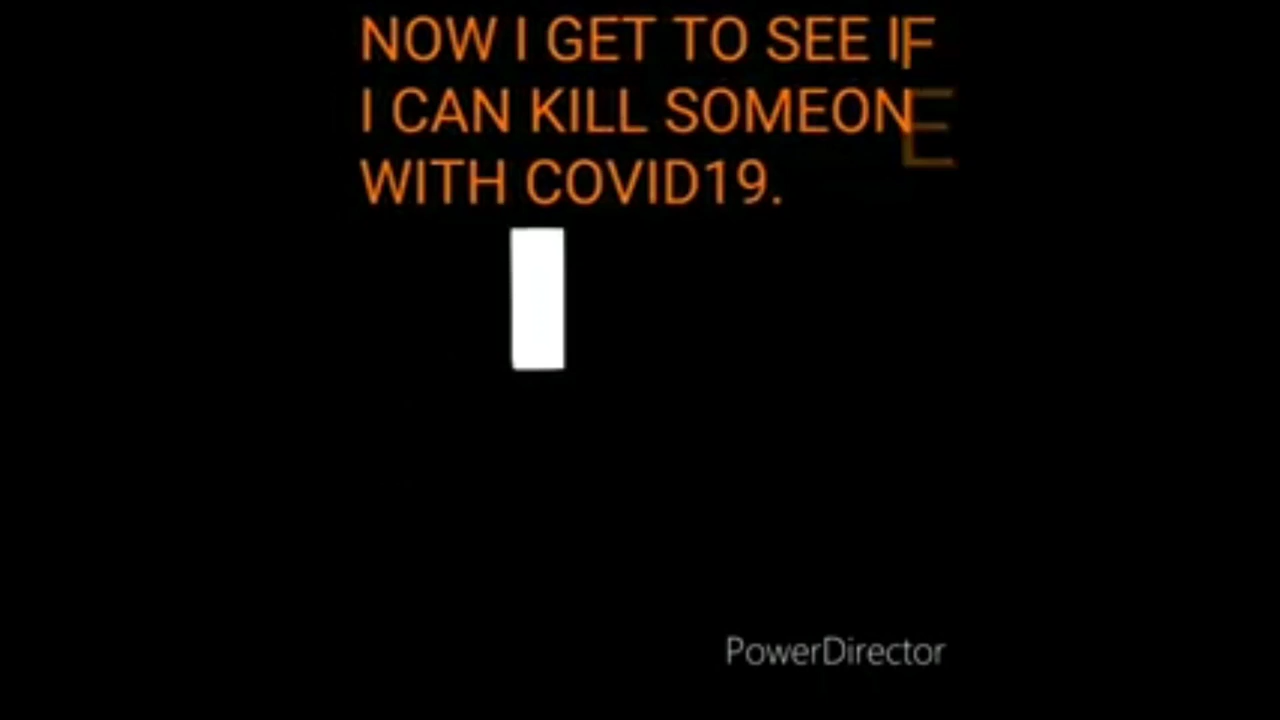 NOW I GET TO SEE IF
I CAN KILL SOMEONE
WITH COVID19.
PowerDirector